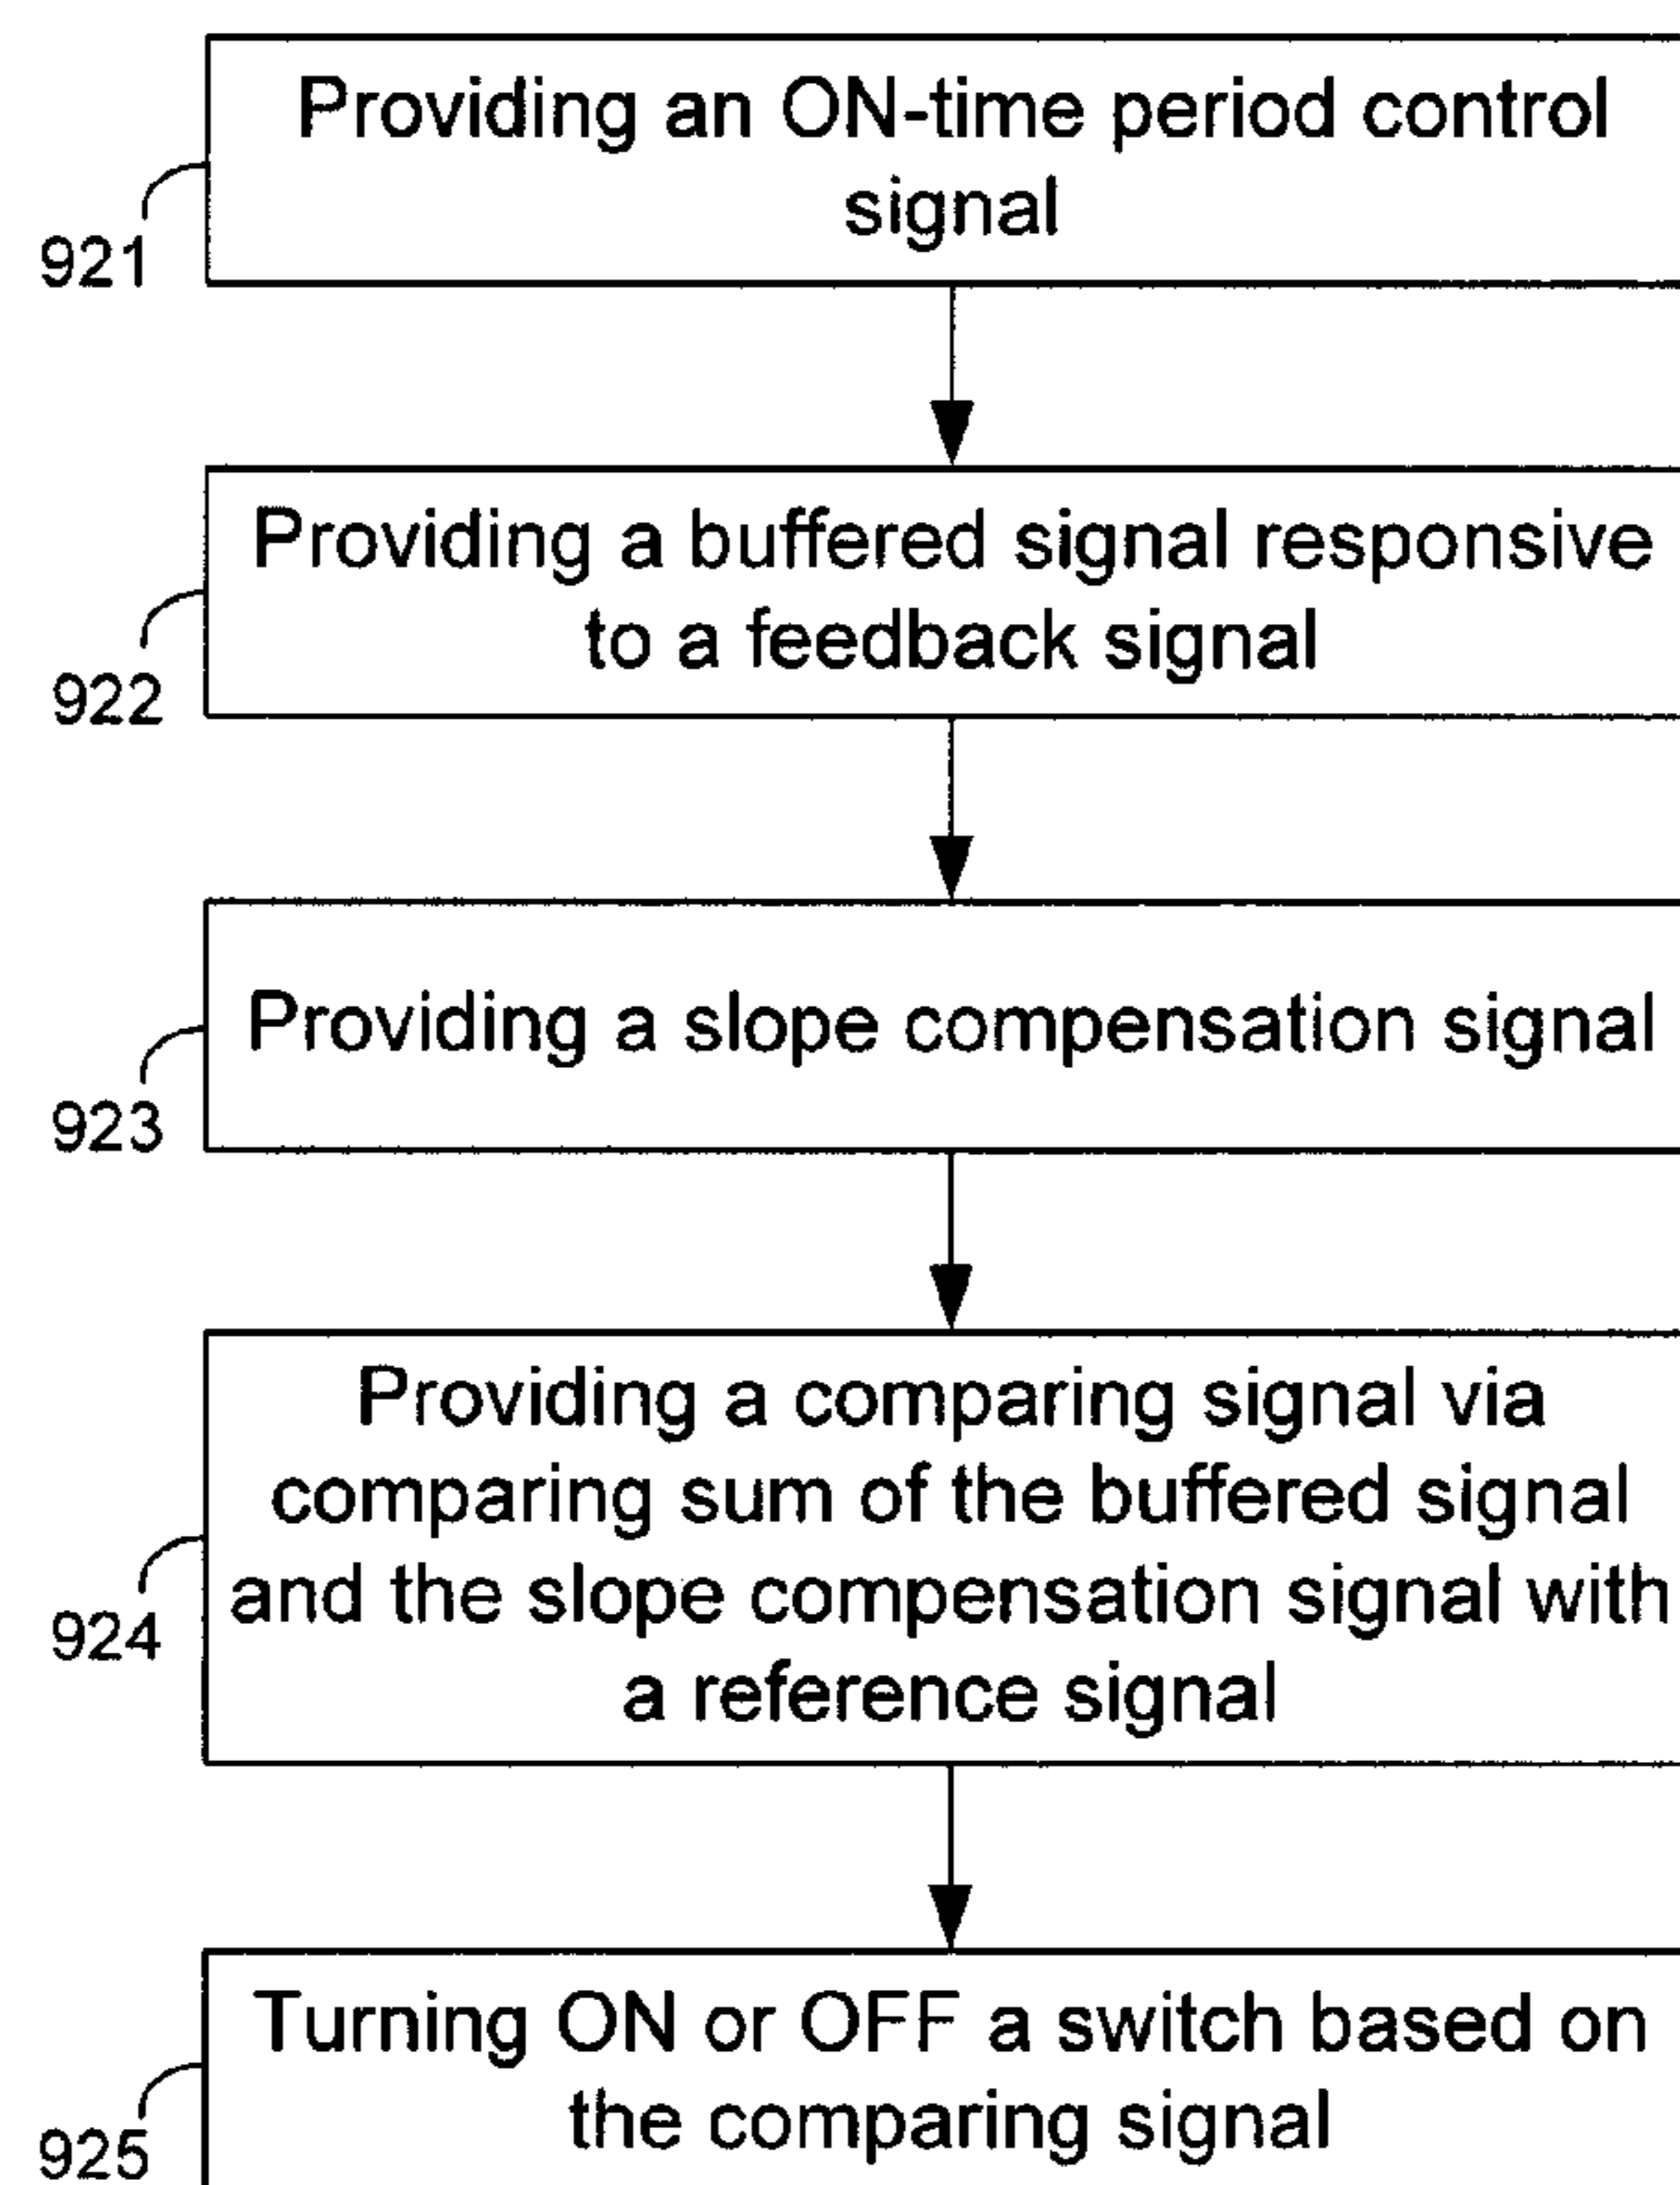 Providing an ON-time period control
signal
921
Providing a buffered signal responsive
to a feedback signal
922
Providing a slope compensation signal
923
Providing a comparing signal via
comparing sum of the buffered signal
and the slope compensation signal with
a reference signal
924
Turning ON or OFF a switch based on
the comparing signal
925